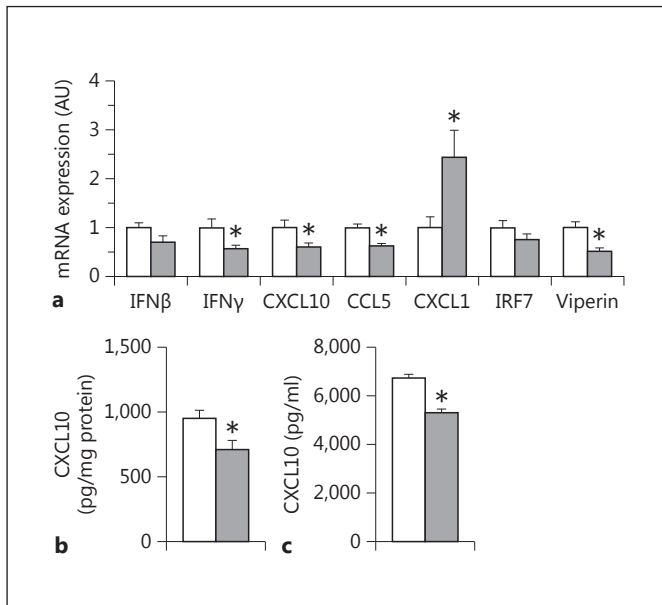 mRNA expression (AU)
4
3
2
1
0
*
*
*
*
*
a
IFNβ
IFNγ
CXCL10
CCL5
CXCL1
IRF7
Viperin
CXCL10
(pg/mg protein)
1,500
1,000
500
0
*
b
CXCL10 (pg/ml)
8,000
6,000
4,000
2,000
0
*
c